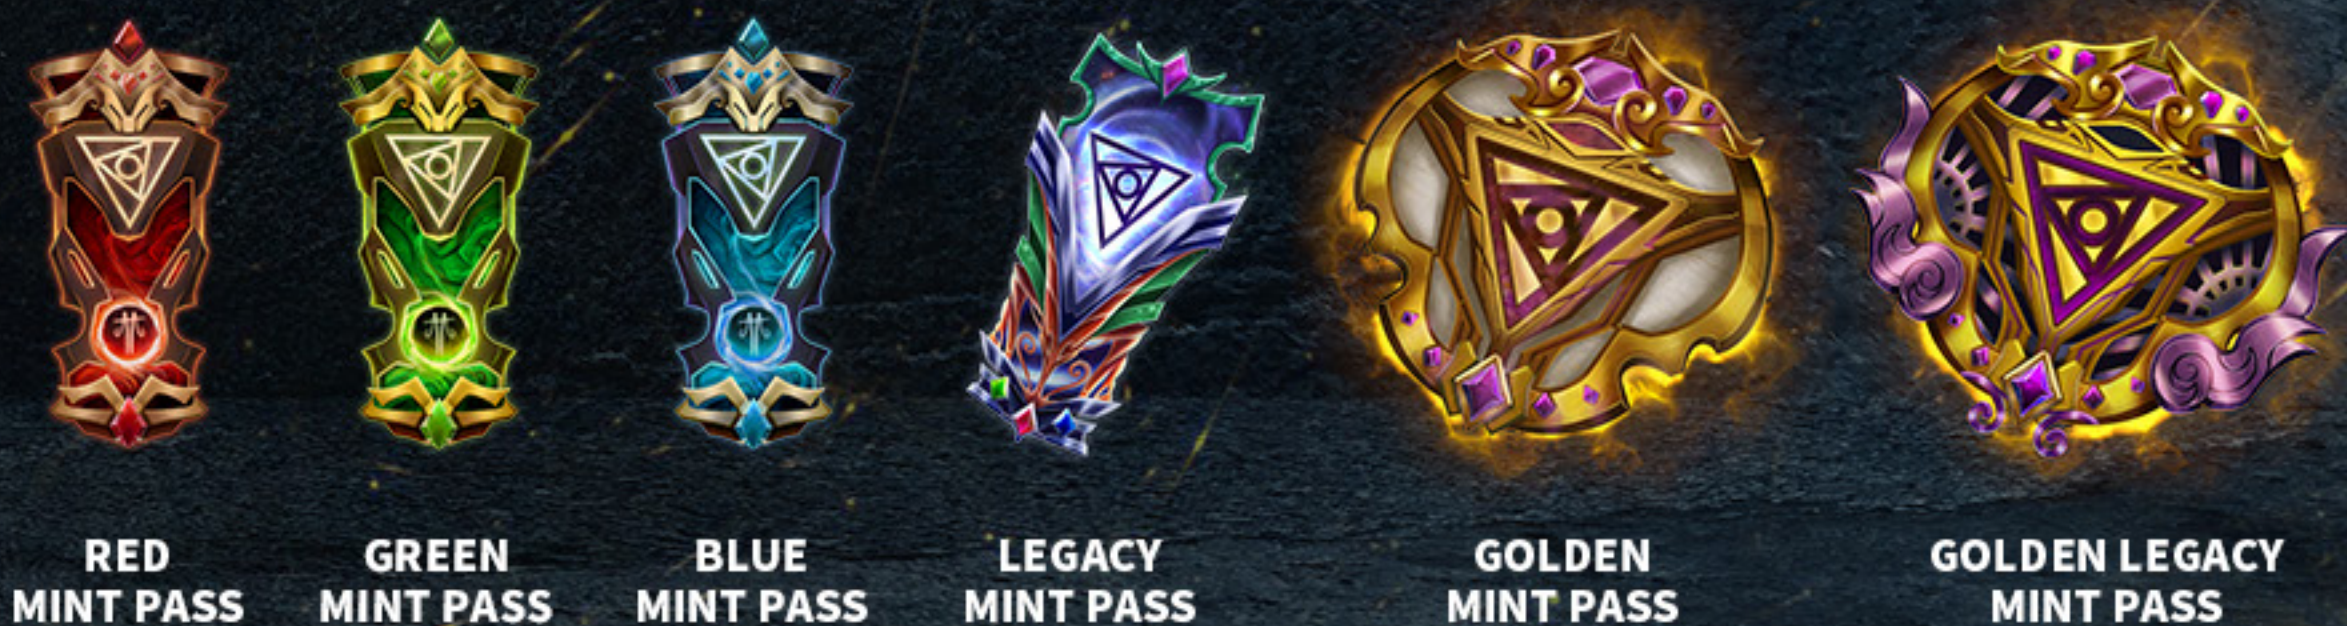 RED
MINT PASS
GREEN
MINT PASS
BLUE
MINT PASS
LEGACY
MINT PASS
GOLDEN
MINT PASS
GOLDEN LEGACY
MINT PASS